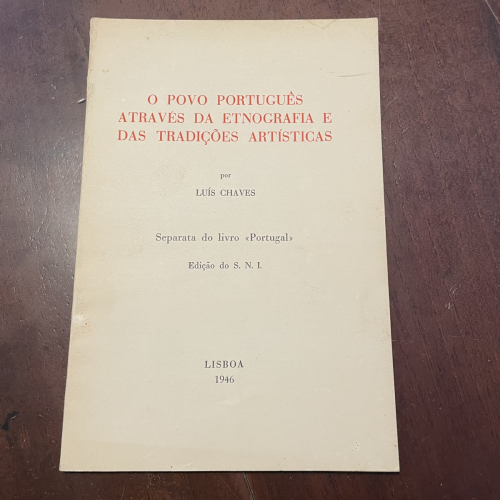 O POVO PORTUGUÊS
ATRAVÉS DA ETNOGRAFIA E
DAS TRADIÇÕES ARTÍSTICAS
por
LUÍS CHAVES
Separata do livro «Portugal»
Edição do S. N. I.
LISBOA
1946